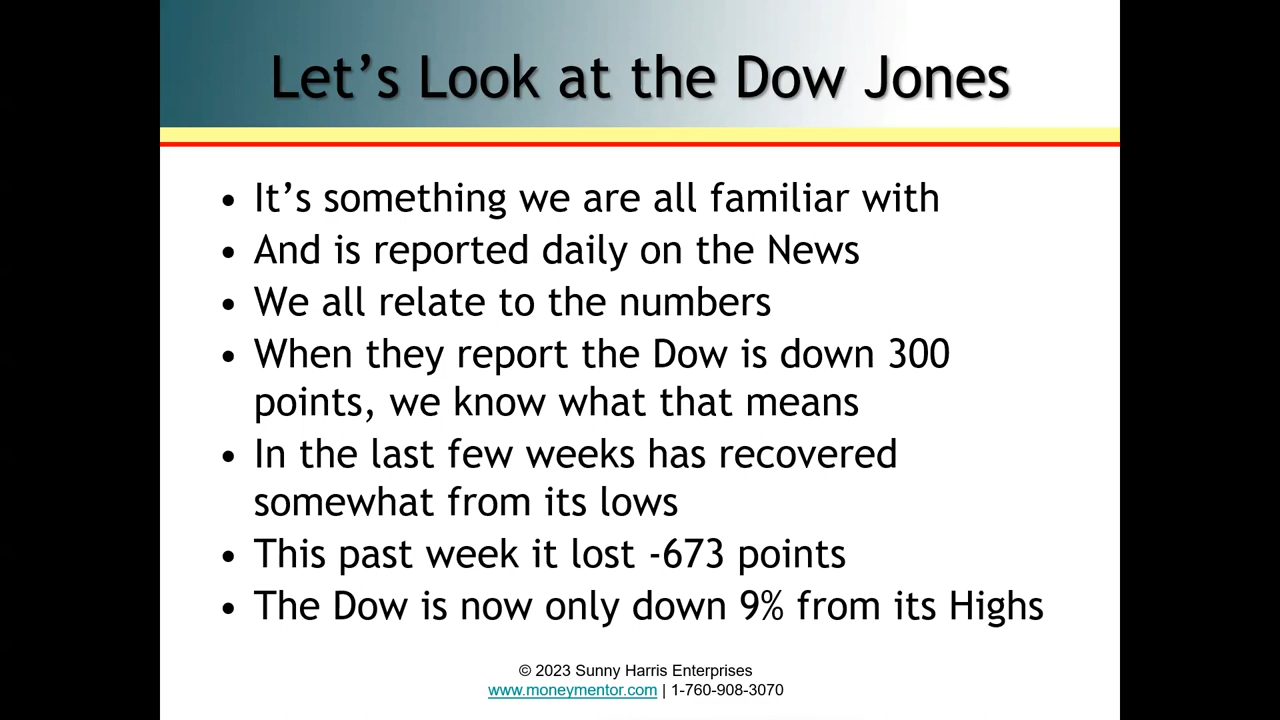 Let’s Look at the Dow Jones
• It’s something we are all familiar with
• And is reported daily on the News
• We all relate to the numbers
• When they report the Dow is down 300
points, we know what that means
• In the last few weeks has recovered
somewhat from its lows
• This past week it lost -673 points
• The Dow is now only down 9% from its Highs
© 2023 Sunny Harris Enterprises
www.moneymentor.com | 1-760-908-3070